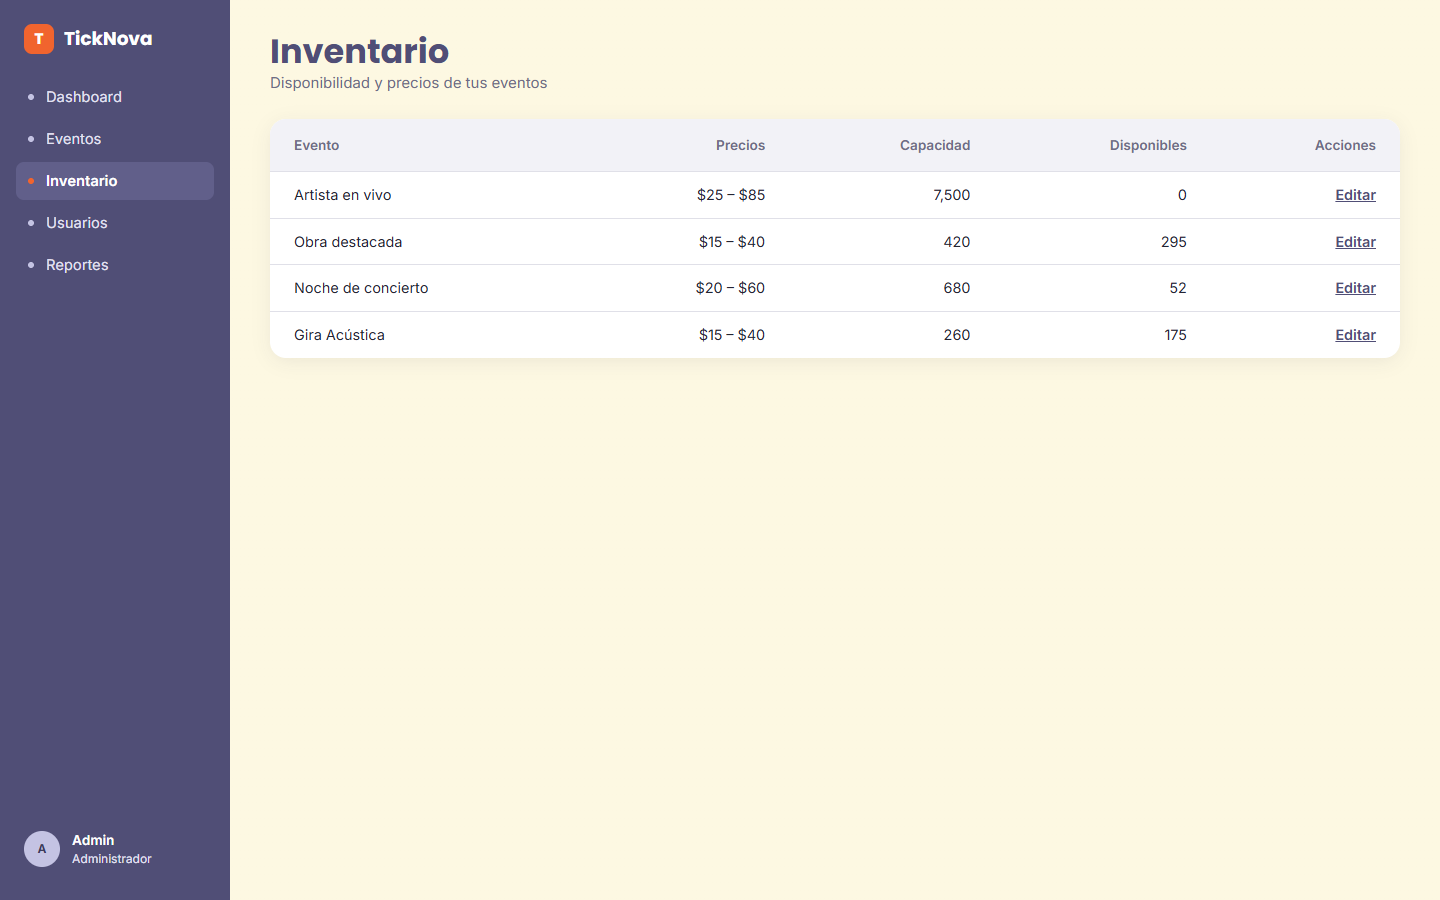 T TickNova
Dashboard
Eventos
Inventario
Usuarios
Reportes
A
Admin
Administrador
Inventario
Disponibilidad y precios de tus eventos
Evento Precios Capacidad Disponibles Acciones
Artista en vivo $25 – $85 7,500 0 Editar
Obra destacada $15 – $40 420 295 Editar
Noche de concierto $20 – $60 680 52 Editar
Gira Acústica $15 – $40 260 175 Editar